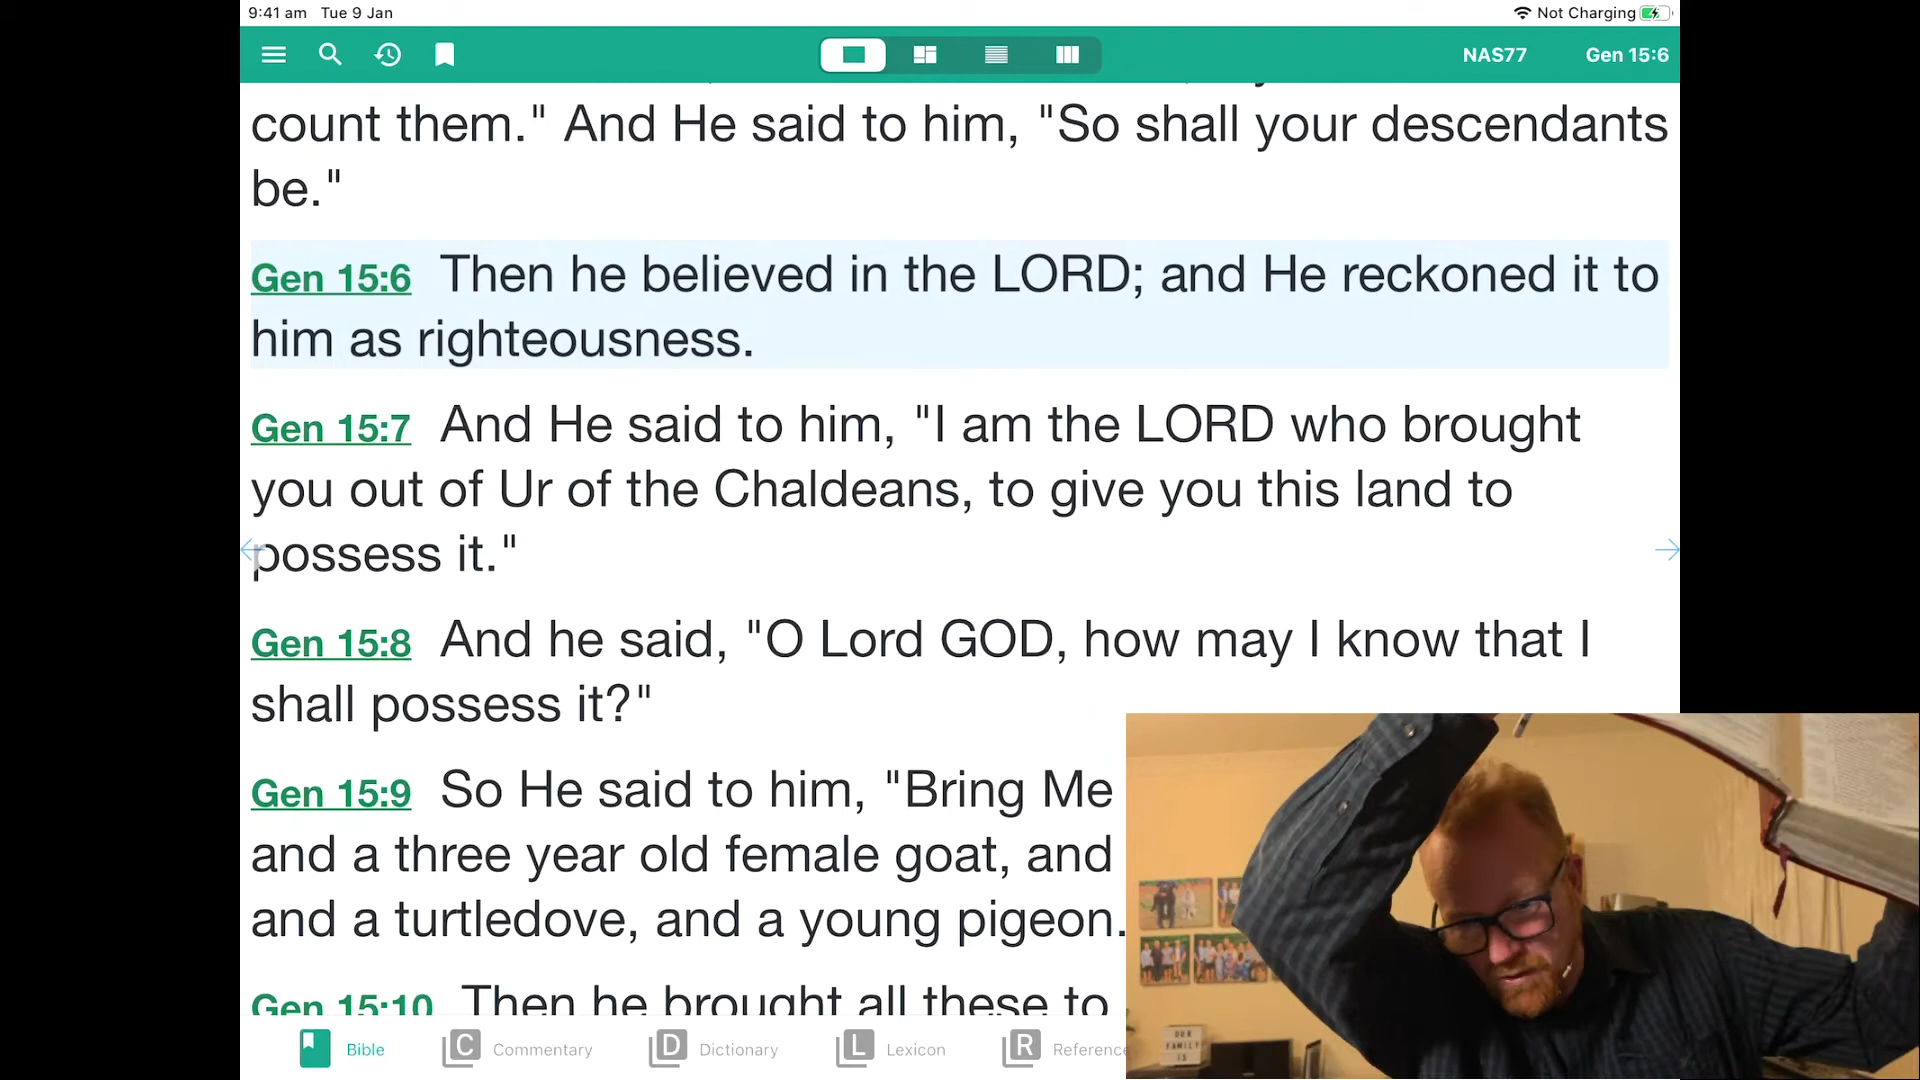 9:41 am Tue 9 Jan
Not Charging
NAS77
Gen 15:6
count them." And He said to him, "So shall your descendants
be."
Gen 15:6 Then he believed in the LORD; and He reckoned it to
him as righteousness.
Gen 15:7 And He said to him, "I am the LORD who brought
you out of Ur of the Chaldeans, to give you this land to
possess it."
Gen 15:8 And he said, "O Lord GOD, how may I know that I
shall possess it?"
Gen 15:9 So He said to him, "Bring Me
and a three year old female goat, and
and a turtledove, and a young pigeon.
Gen 15:10 Then he brought all these to
Bible
C Commentary
D Dictionary
L Lexicon
R Reference
OUR
FAMILY
IS